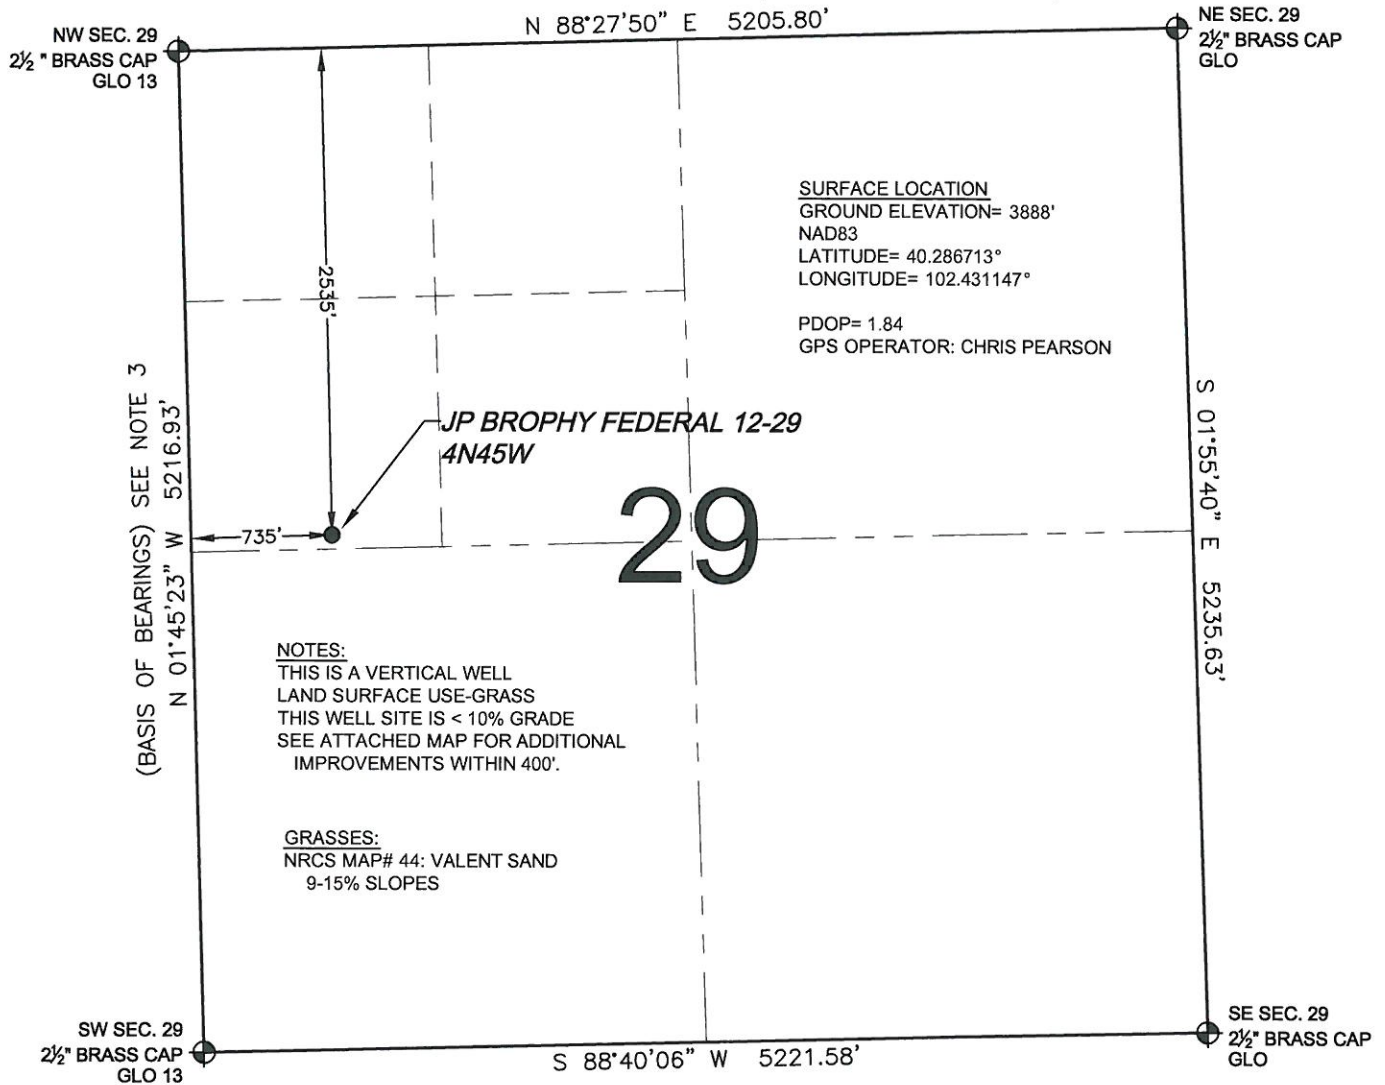 N 88°27'50" E 5205.80'
NW SEC. 29
2½" BRASS CAP
GLO 13
NE SEC. 29
2½" BRASS CAP
GLO
SURFACE LOCATION
GROUND ELEVATION= 3888'
NAD83
LATITUDE= 40.286713°
LONGITUDE= 102.431147°
PDOP= 1.84
GPS OPERATOR: CHRIS PEARSON
2535'
JP BROPHY FEDERAL 12-29
4N45W
735'
29
(BASIS OF BEARINGS) SEE NOTE 3
N 01°45'23" W 5216.93'
S 01°55'40" E 5235.63'
NOTES:
THIS IS A VERTICAL WELL
LAND SURFACE USE-GRASS
THIS WELL SITE IS < 10% GRADE
SEE ATTACHED MAP FOR ADDITIONAL
IMPROVEMENTS WITHIN 400'.
GRASSES:
NRCS MAP# 44: VALENT SAND
9-15% SLOPES
SW SEC. 29
2½" BRASS CAP
GLO 13
S 88°40'06" W 5221.58'
SE SEC. 29
2½" BRASS CAP
GLO